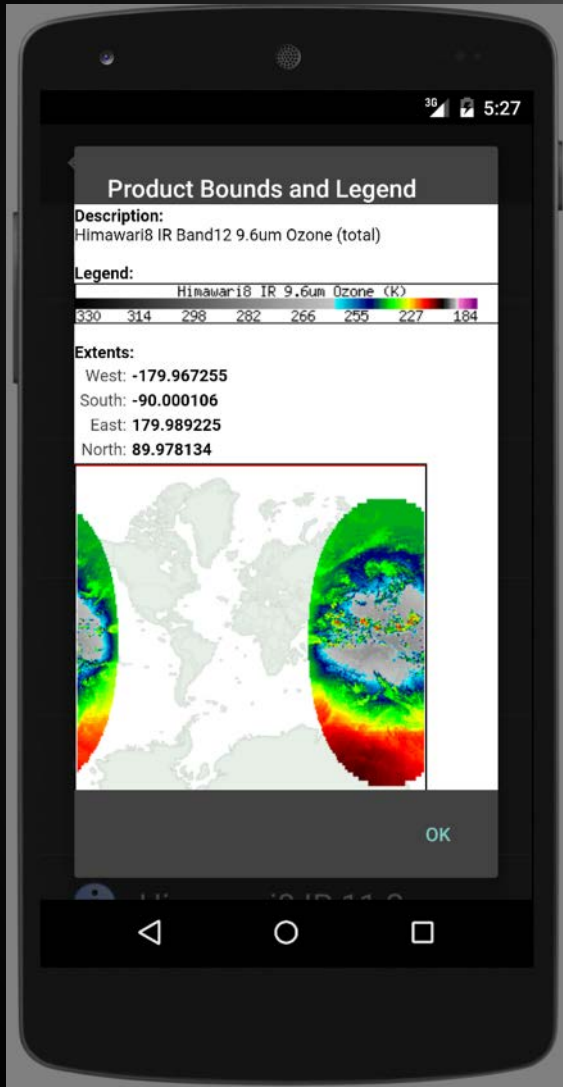 3G 5:27
Product Bounds and Legend
Description:
Himawari8 IR Band12 9.6um Ozone (total)
Legend:
Himawari8 IR 9.6um Ozone (K)
330 314 298 282 266 255 227 184
Extents:
West: -179.967255
South: -90.000106
East: 179.989225
North: 89.978134
OK